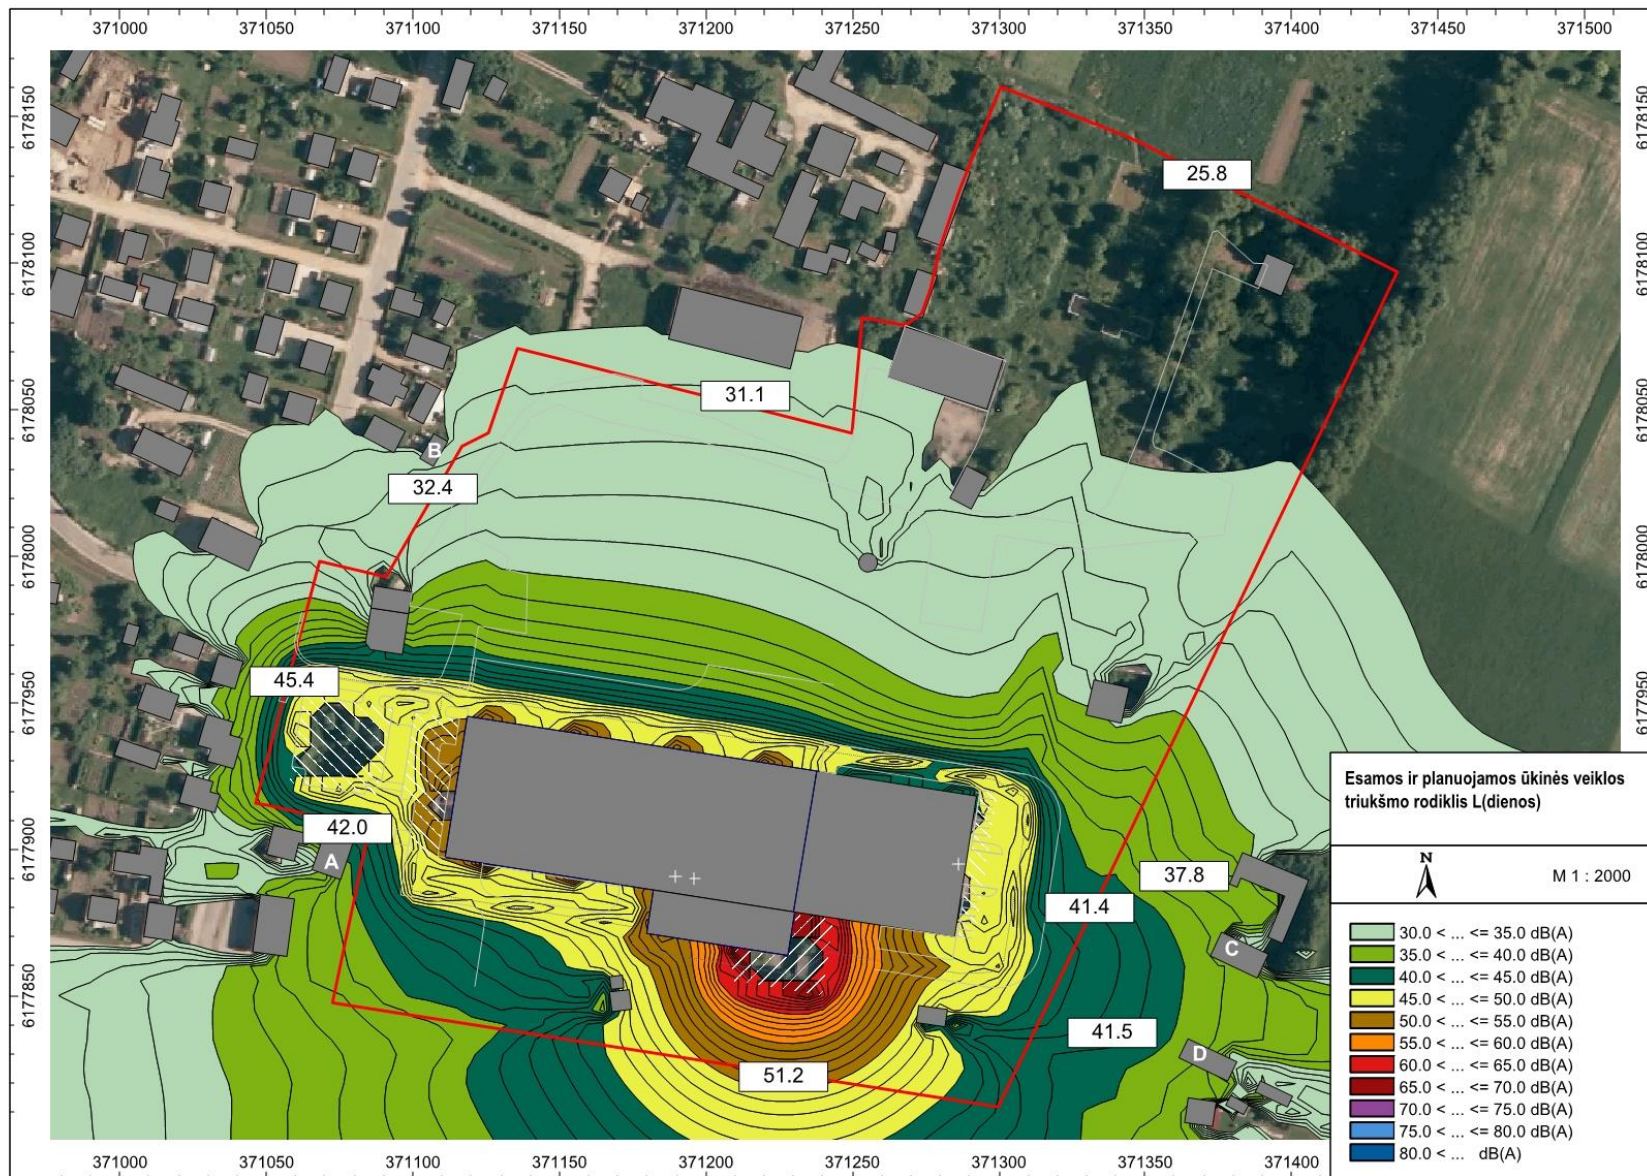 371000 371050 371100 371150 371200 371250 371300 371350 371400 371450 371500
6178150
6178150
25.8
6178100
6178100
31.1
6178050
6178050
B
32.4
6178000
6178000
45.4
6177950
6177950
Esamos ir planuojamos ūkinės veiklos
triukšmo rodiklis L(dienos)
42.0
A
6177900
37.8
N
M 1 : 2000
41.4
C
30.0 < ... <= 35.0 dB(A)
35.0 < ... <= 40.0 dB(A)
40.0 < ... <= 45.0 dB(A)
45.0 < ... <= 50.0 dB(A)
50.0 < ... <= 55.0 dB(A)
55.0 < ... <= 60.0 dB(A)
60.0 < ... <= 65.0 dB(A)
65.0 < ... <= 70.0 dB(A)
70.0 < ... <= 75.0 dB(A)
75.0 < ... <= 80.0 dB(A)
80.0 < ... dB(A)
6177850
41.5
D
51.2
371000 371050 371100 371150 371200 371250 371300 371350 371400